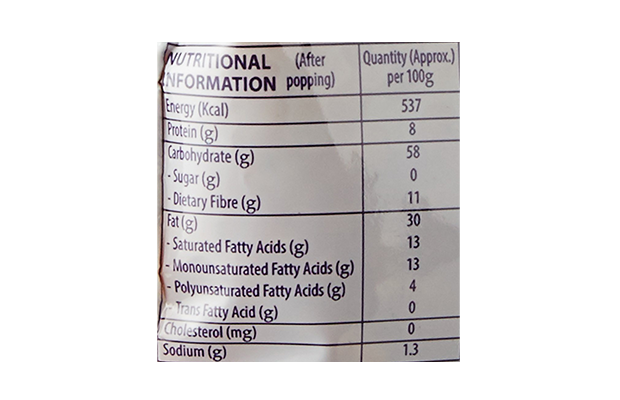 NUTRITIONAL (After Quantity (Approx.)
INFORMATION popping) per 100g
Energy (Kcal) 537
Protein (g) 8
Carbohydrate (g) 58
- Sugar (g) 0
- Dietary Fibre (g) 11
Fat (g) 30
- Saturated Fatty Acids (g) 13
- Monounsaturated Fatty Acids (g) 13
- Polyunsaturated Fatty Acids (g) 4
- Trans Fatty Acid (g) 0
Cholesterol (mg) 0
Sodium (g) 1.3